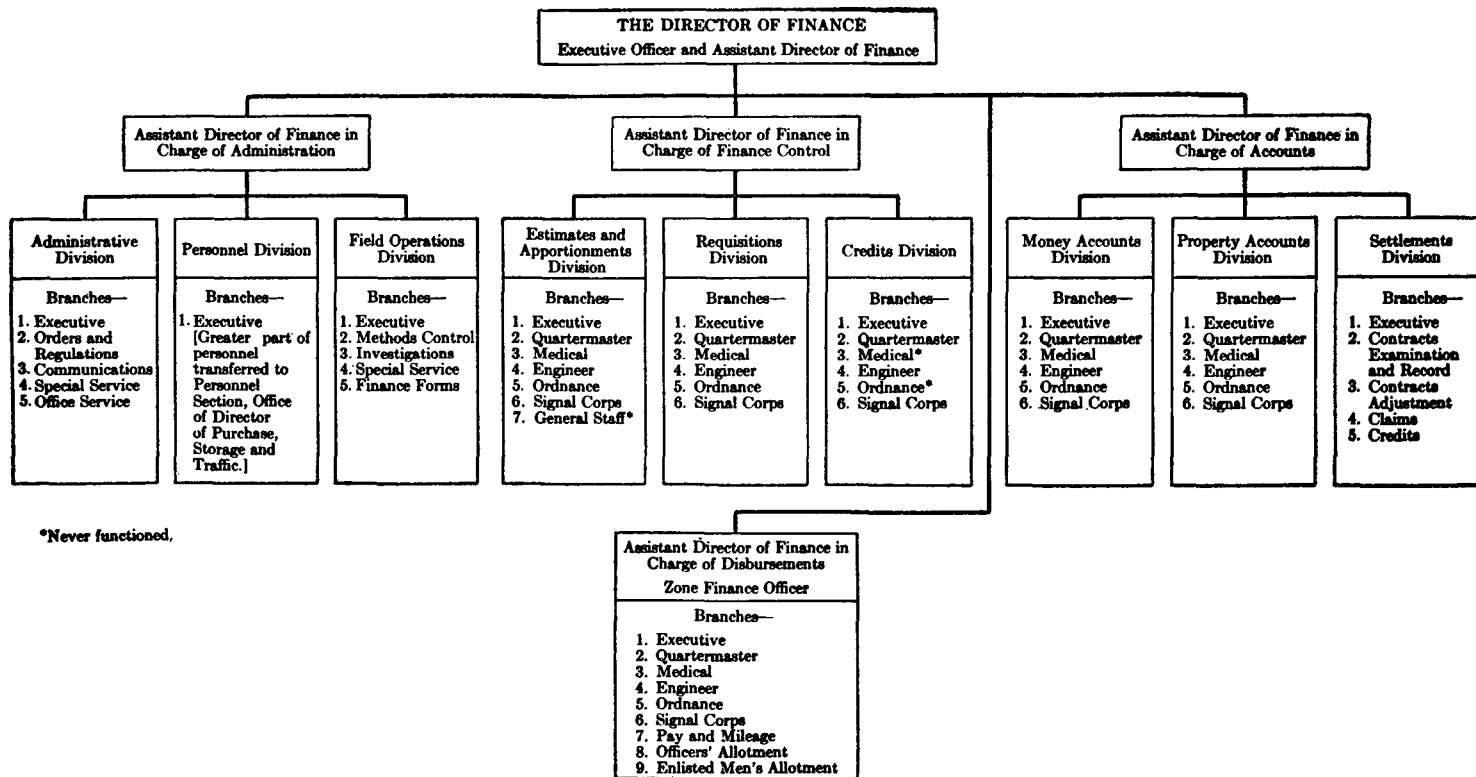 THE DIRECTOR OF FINANCE
Executive Officer and Assistant Director of Finance
Assistant Director of Finance in
Charge of Administration
Assistant Director of Finance in
Charge of Finance Control
Assistant Director of Finance in
Charge of Accounts
Administrative
Division
Branches—
1. Executive
2. Orders and
Regulations
3. Communications
4. Special Service
5. Office Service
Personnel Division
Branches—
1. Executive
[Greater part of
personnel
transferred to
Personnel
Section, Office
of Director
of Purchase,
Storage and
Traffic.]
Field Operations
Division
Branches—
1. Executive
2. Methods Control
3. Investigations
4. Special Service
5. Finance Forms
Estimates and
Apportionments
Division
Branches—
1. Executive
2. Quartermaster
3. Medical
4. Engineer
5. Ordnance
6. Signal Corps
7. General Staff*
Requisitions
Division
Branches—
1. Executive
2. Quartermaster
3. Medical
4. Engineer
5. Ordnance
6. Signal Corps
Credits Division
Branches—
1. Executive
2. Quartermaster
3. Medical*
4. Engineer
5. Ordnance*
6. Signal Corps
Money Accounts
Division
Branches—
1. Executive
2. Quartermaster
3. Medical
4. Engineer
5. Ordnance
6. Signal Corps
Property Accounts
Division
Branches—
1. Executive
2. Quartermaster
3. Medical
4. Engineer
5. Ordnance
6. Signal Corps
Settlements
Division
Branches—
1. Executive
2. Contracts
Examination
and Record
3. Contracts
Adjustment
4. Claims
5. Credits
*Never functioned,
Assistant Director of Finance in
Charge of Disbursements
Zone Finance Officer
Branches—
1. Executive
2. Quartermaster
3. Medical
4. Engineer
5. Ordnance
6. Signal Corps
7. Pay and Mileage
8. Officers' Allotment
9. Enlisted Men's Allotment